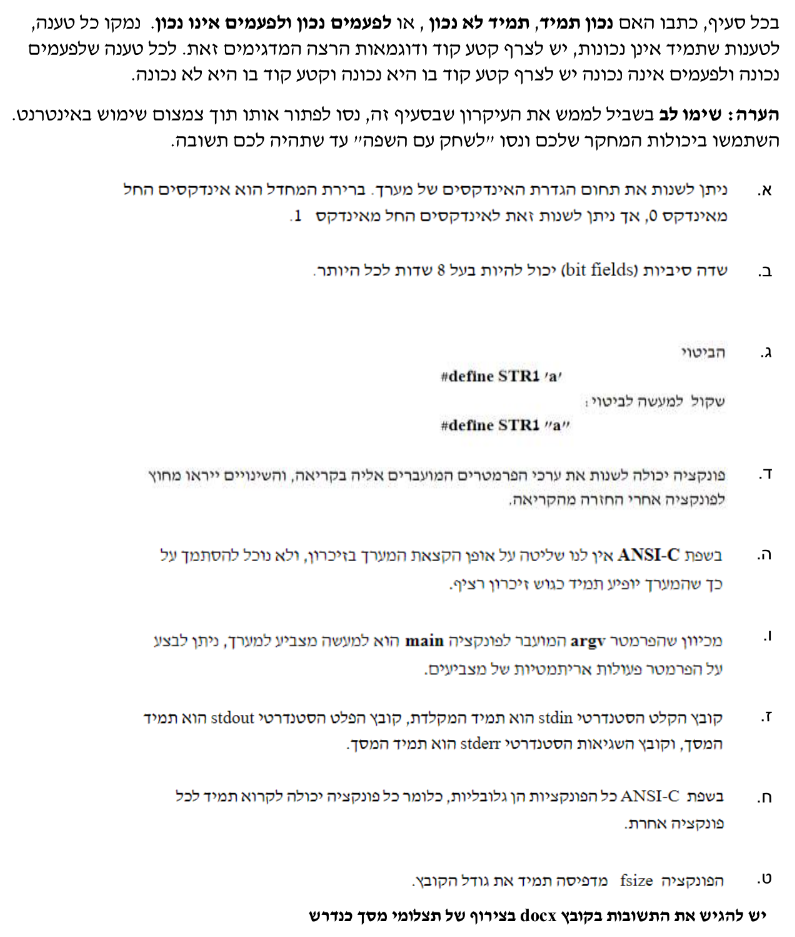 בכל סעיף, כתבו האם נכון תמיד, תמיד לא נכון , או לפעמים נכון ולפעמים אינו נכון. נמקו כל טענה,
לטענות שתמיד אינן נכונות, יש לצרף קטע קוד ודוגמאות הרצה המדגימים זאת. לכל טענה שלפעמים
נכונה ולפעמים אינה נכונה יש לצרף קטע קוד בו היא נכונה וקטע קוד בו היא לא נכונה.
הערה: שימו לב בשביל לממש את העיקרון שבסעיף זה, נסו לפתור אותו תוך צמצום שימוש באינטרנט.
השתמשו ביכולות המחקר שלכם ונסו "לשחק עם השפה" עד שתהיה לכם תשובה.
א. ניתן לשנות את תחום הגדרת האינדקסים של מערך. ברירת המחדל הוא אינדקסים החל
מאינדקס 0, אך ניתן לשנות זאת לאינדקסים החל מאינדקס 1.
ב. שדה סיביות (bit fields) יכול להיות בעל 8 שדות לכל היותר.
ג. הביטוי
#define STR1 'a'
שקול למעשה לביטוי:
#define STR1 "a"
ד. פונקציה יכולה לשנות את ערכי הפרמטרים המועברים אליה בקריאה, והשינויים ייראו מחוץ
לפונקציה אחרי החזרה מהקריאה.
ה. בשפת ANSI-C אין לנו שליטה על אופן הקצאת המערך בזיכרון, ולא נוכל להסתמך על
כך שהמערך יופיע תמיד כגוש זיכרון רציף.
ו. מכיוון שהפרמטר argv המועבר לפונקציה main הוא למעשה מצביע למערך, ניתן לבצע
על הפרמטר פעולות אריתמטיות של מצביעים.
ז. קובץ הקלט הסטנדרטי stdin הוא תמיד המקלדת, קובץ הפלט הסטנדרטי stdout הוא תמיד
המסך, וקובץ השגיאות הסטנדרטי stderr הוא תמיד המסך.
ח. בשפת ANSI-C כל הפונקציות הן גלובליות, כלומר כל פונקציה יכולה לקרוא תמיד לכל
פונקציה אחרת.
ט. הפונקציה fsize מדפיסה תמיד את גודל הקובץ.
יש להגיש את התשובות בקובץ docx בצירוף של תצלומי מסך כנדרש